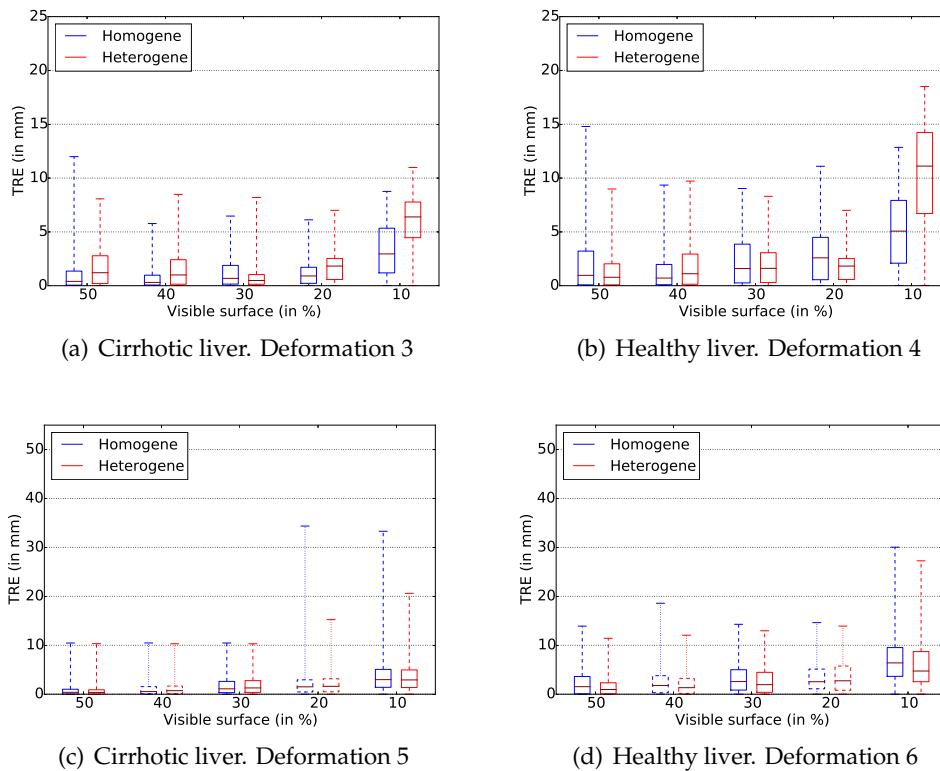 25
20
15
10
5
0
TRE (in mm)
Homogene
Heterogene
50 40 30 20 10
Visible surface (in %)
(a) Cirrhotic liver. Deformation 3
25
20
15
10
5
0
TRE (in mm)
Homogene
Heterogene
50 40 30 20 10
Visible surface (in %)
(b) Healthy liver. Deformation 4
50
40
30
20
10
0
TRE (in mm)
Homogene
Heterogene
50 40 30 20 10
Visible surface (in %)
(c) Cirrhotic liver. Deformation 5
50
40
30
20
10
0
TRE (in mm)
Homogene
Heterogene
50 40 30 20 10
Visible surface (in %)
(d) Healthy liver. Deformation 6